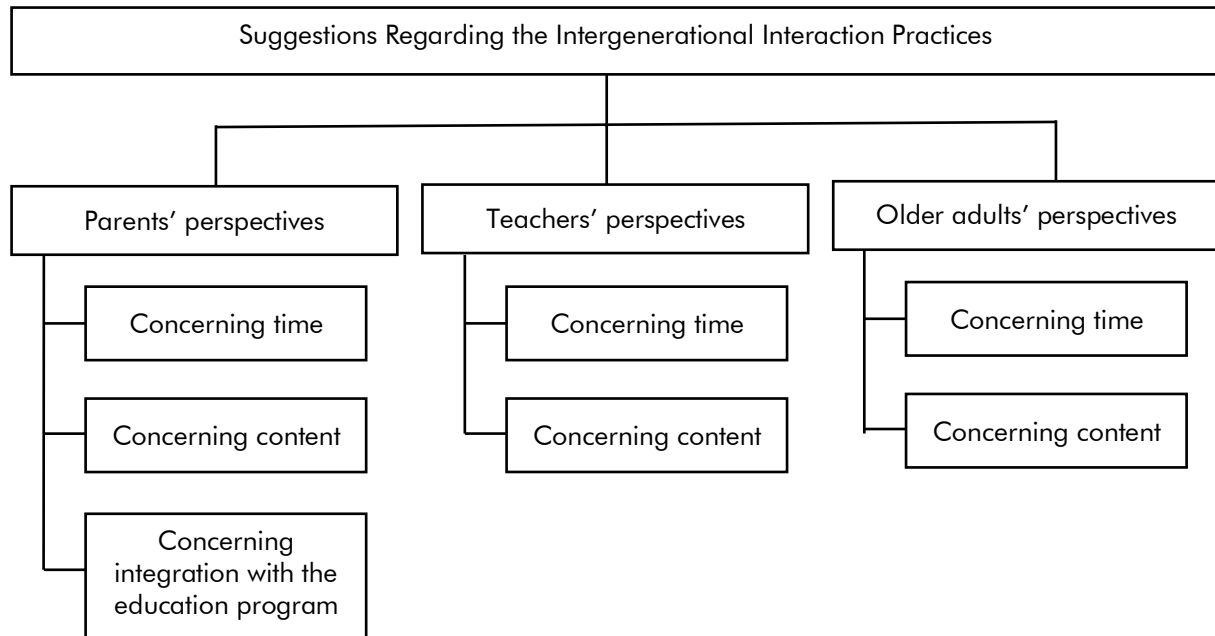 Suggestions Regarding the Intergenerational Interaction Practices
Parents’ perspectives
Concerning time
Concerning content
Concerning
integration with the
education program
Teachers’ perspectives
Concerning time
Concerning content
Older adults’ perspectives
Concerning time
Concerning content